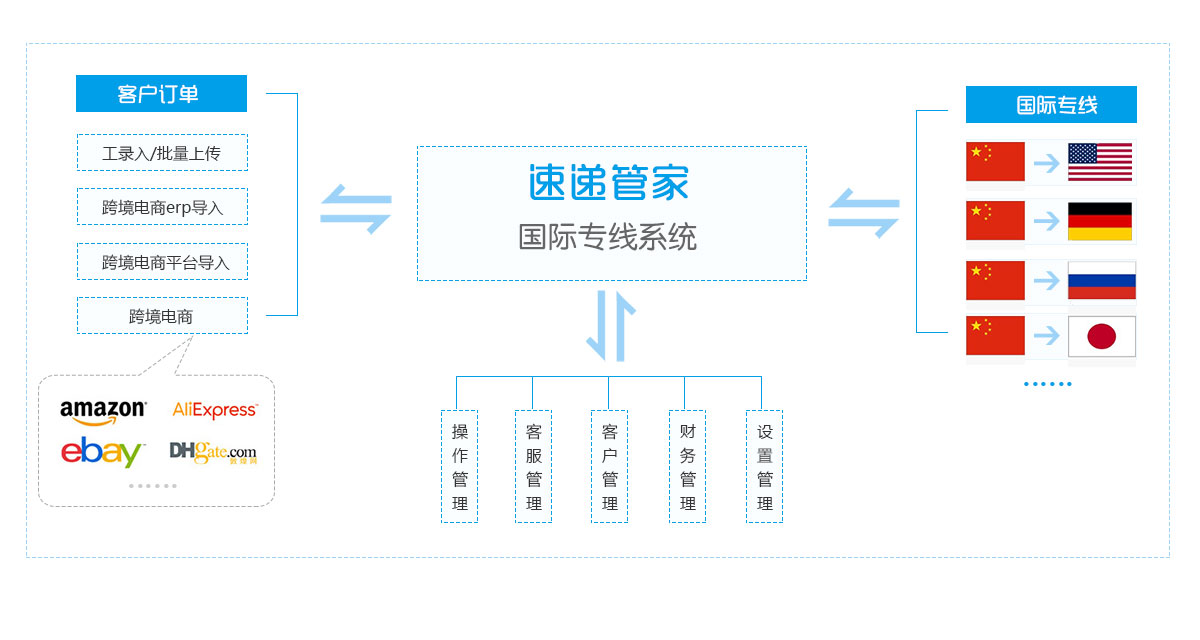 客户订单
工录入/批量上传
跨境电商erp导入
跨境电商平台导入
跨境电商
amazon
AliExpress™
ebay™
DHgate.com
敦煌网
速递管家
国际专线系统
操作管理
客服管理
客户管理
财务管理
设置管理
国际专线